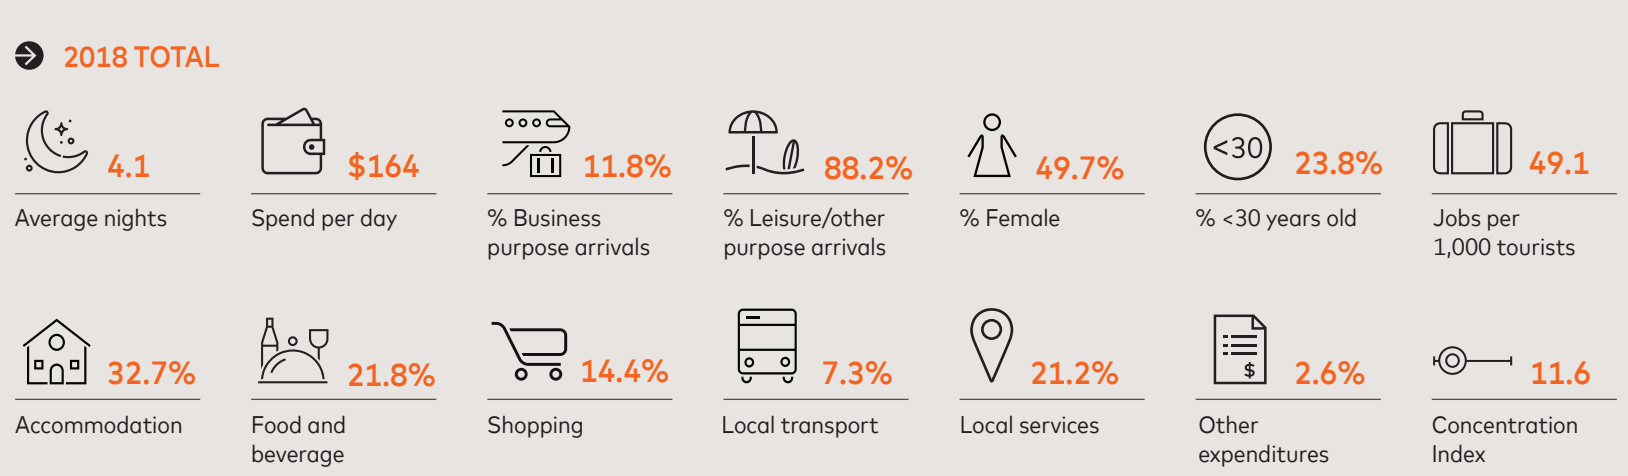 2018 TOTAL
4.1
Average nights
$164
Spend per day
11.8%
% Business
purpose arrivals
88.2%
% Leisure/other
purpose arrivals
49.7%
% Female
<30
23.8%
% <30 years old
49.1
Jobs per
1,000 tourists
32.7%
Accommodation
21.8%
Food and
beverage
14.4%
Shopping
7.3%
Local transport
21.2%
Local services
$
2.6%
Other
expenditures
11.6
Concentration
Index